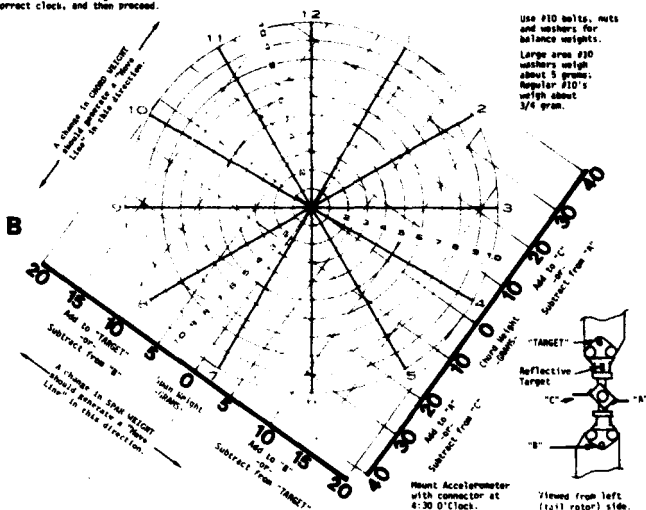 orrect clock, and then proceed.
Use #10 bolts, nuts
and washers for
balance weights.
Large area #10
washers weigh
about 5 grams;
Regular #10's
weigh about
3/4 gram.
A change in CHORD WEIGHT
should generate a "Move
Line" in this direction.
12
11
10
2
3
4
5
7
B
20
15
10
5
0
5
10
15
20
Add to "TARGET"
-or-
Subtract from "B"
Span Weight
-GRAMS-
Add to "B"
-or-
Subtract from "TARGET"
A change in SPAN WEIGHT
should generate a "Move
Line" in this direction.
40
30
20
10
0
10
20
30
40
Add to "C"
-or-
Subtract from "A"
Chord Weight
-GRAMS-
Add to "A"
-or-
Subtract from "C"
"TARGET"
Reflective
Target
"C"
"A"
"B"
Mount Accelerometer
with connector at
4:30 O'Clock.
Viewed from left
(tail rotor) side.